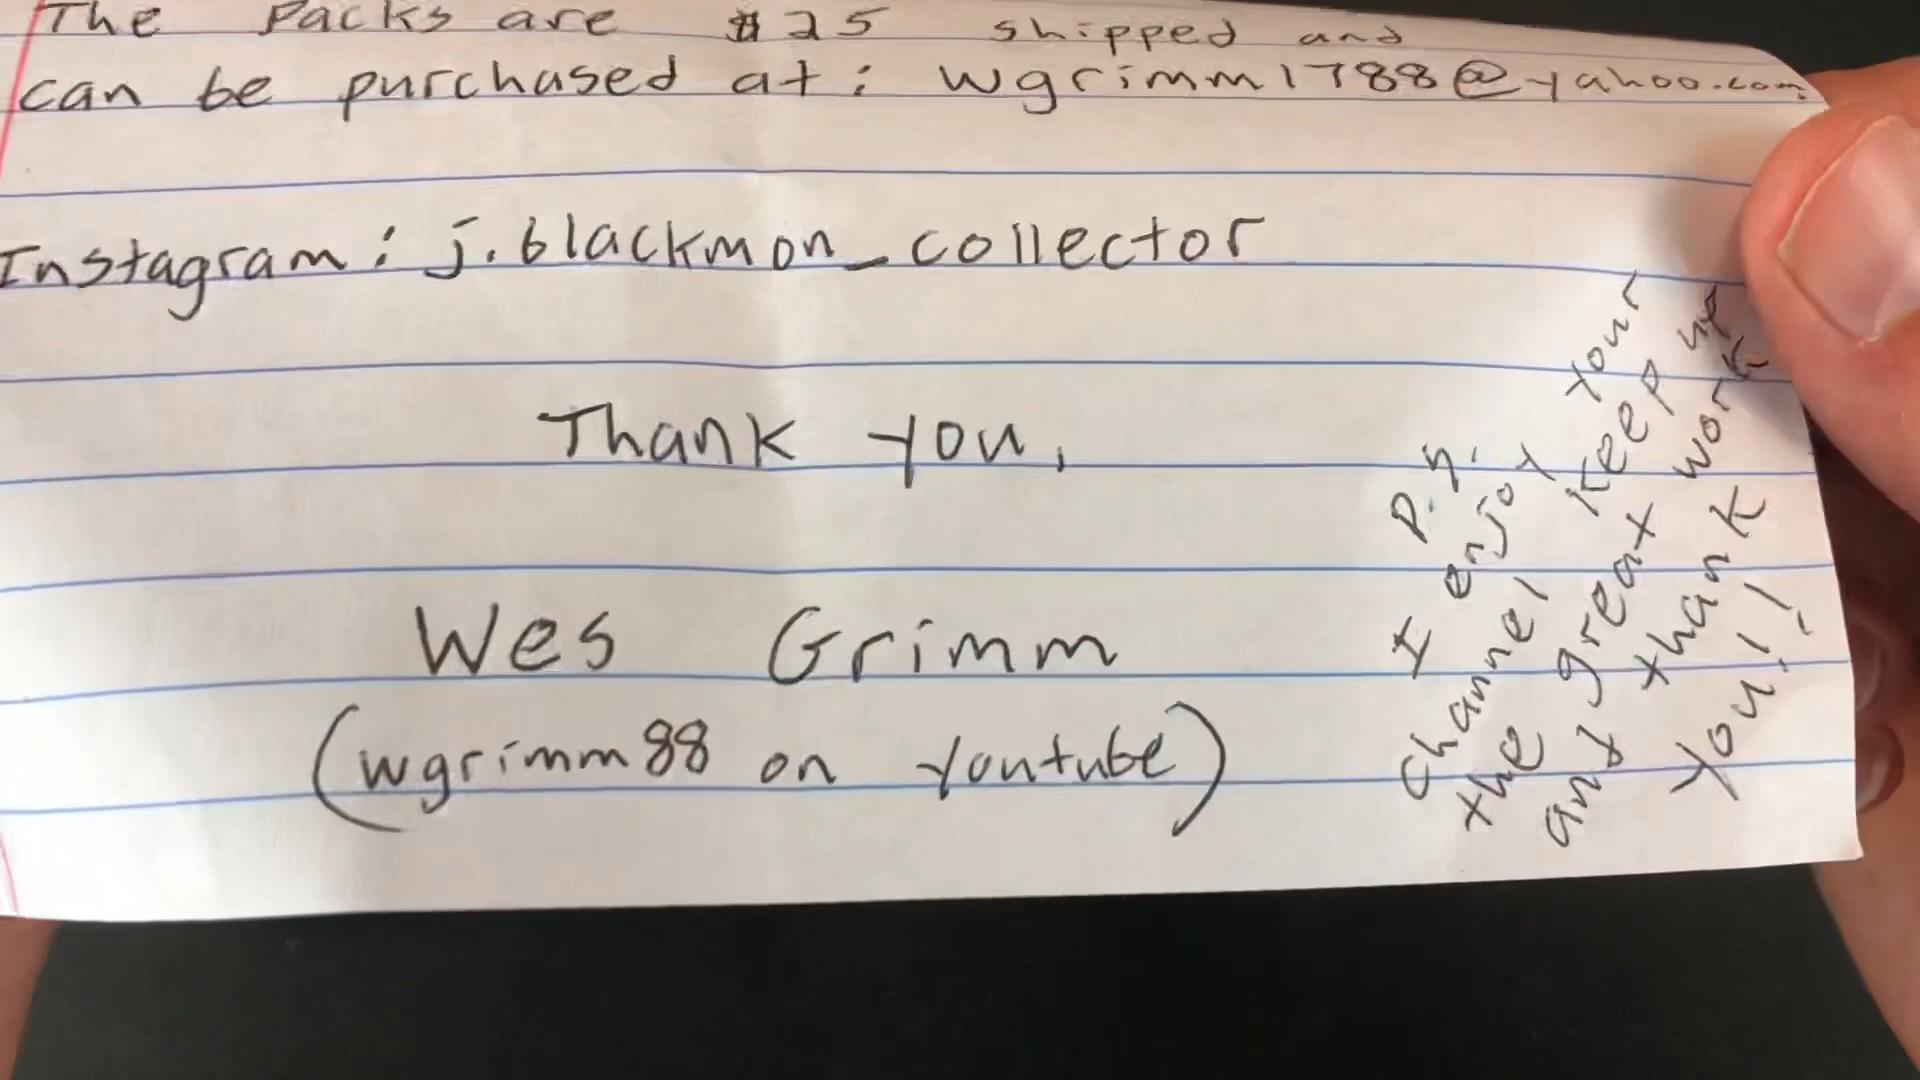 The Packs are $25 shipped and
can be purchased at: wgrimm1788@yahoo.com
Instagram: j.blackmon_collector
Thank you,
Wes Grimm
(wgrimm88 on youtube)
P.S.
I enjoy your
channel keep up
the great work
and thank
you!!